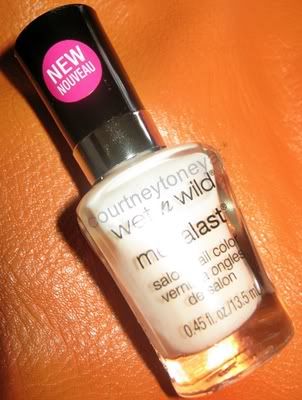 NEW
NOUVEAU
courtneytoney
wet n wild®
megalast®
salon nail color
vernis à ongles
de salon
0.45 fl.oz/13.5 ml